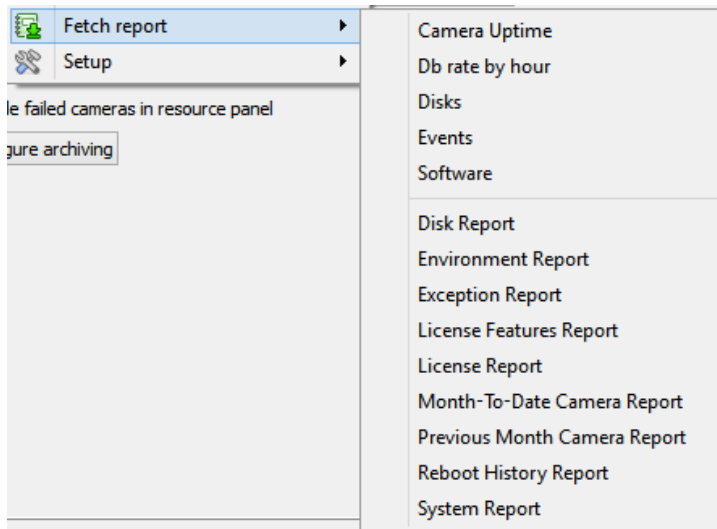 Fetch report
Setup
le failed cameras in resource panel
gure archiving
Camera Uptime
Db rate by hour
Disks
Events
Software
Disk Report
Environment Report
Exception Report
License Features Report
License Report
Month-To-Date Camera Report
Previous Month Camera Report
Reboot History Report
System Report